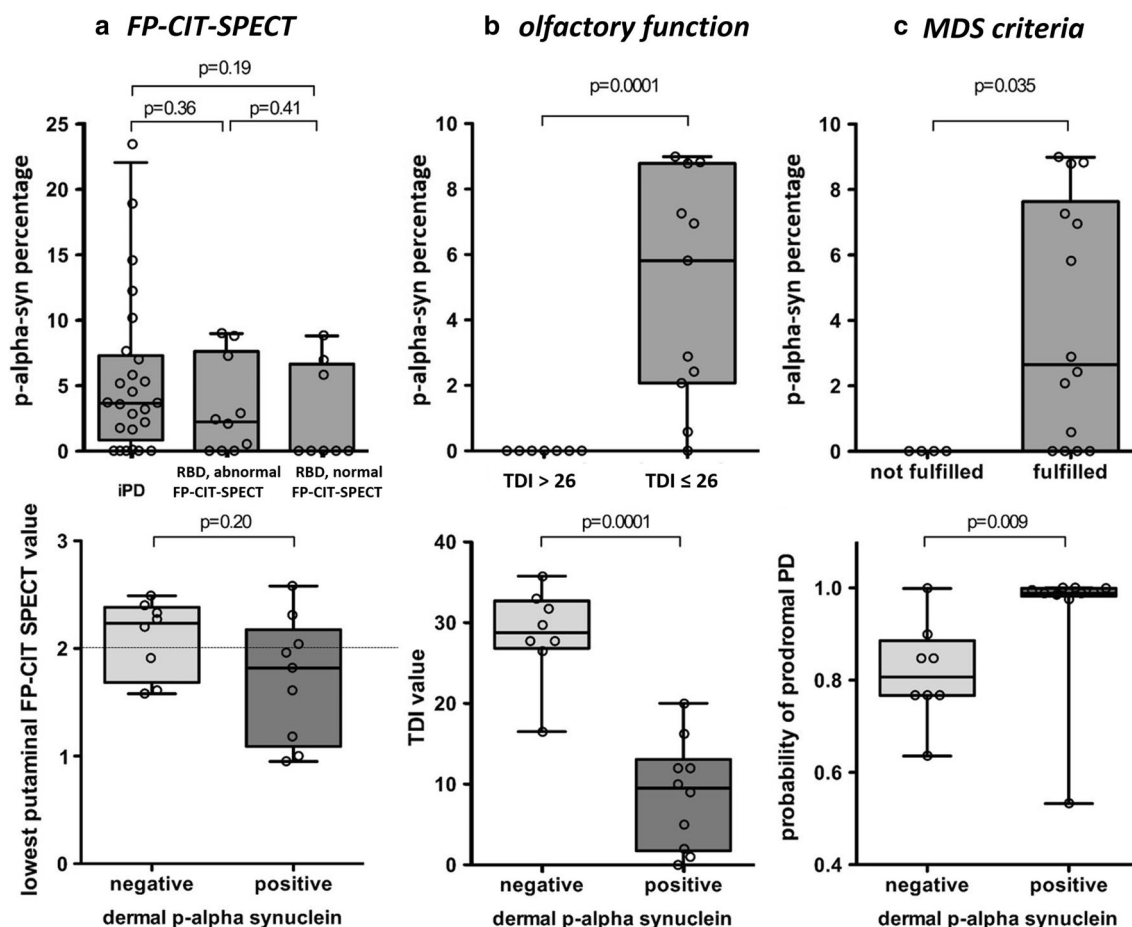 a FP-CIT-SPECT
p=0.19
p=0.36
p=0.41
25
20
15
10
5
0
p-alpha-syn percentage
iPD
RBD, abnormal
FP-CIT-SPECT
RBD, normal
FP-CIT-SPECT
p=0.20
3
2
1
0
lowest putaminal FP-CIT SPECT value
negative
positive
dermal p-alpha synuclein
b olfactory function
p=0.0001
10
8
6
4
2
0
p-alpha-syn percentage
TDI > 26
TDI ≤ 26
p=0.0001
40
30
20
10
0
TDI value
negative
positive
dermal p-alpha synuclein
c MDS criteria
p=0.035
10
8
6
4
2
0
p-alpha-syn percentage
not fulfilled
fulfilled
p=0.009
1.0
0.8
0.6
0.4
probability of prodromal PD
negative
positive
dermal p-alpha synuclein